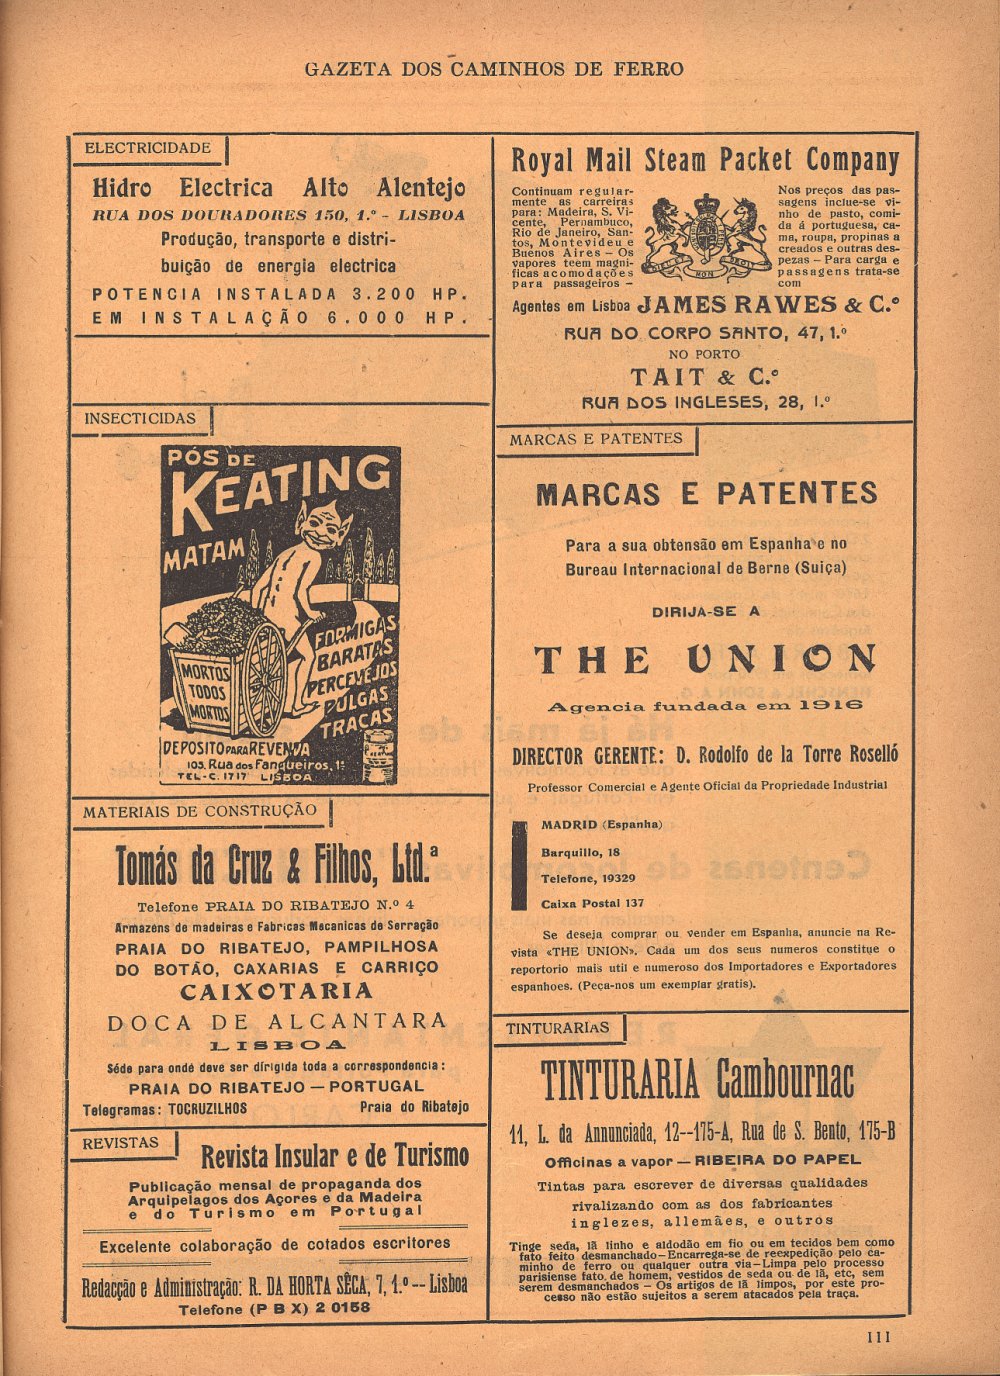 GAZETA DOS CAMINHOS DE FERRO
ELECTRICIDADE
Hidro Electrica Alto Alentejo
RUA DOS DOURADORES 150, 1.º - LISBOA
Produção, transporte e distri-
buição de energia electrica
POTENCIA INSTALADA 3.200 HP.
EM INSTALAÇÃO 6.000 HP.
INSECTICIDAS
PÓS DE
KEATING
MATAM
FORMIGAS
BARATAS
PERCEVEJOS
PULGAS
TRAÇAS
MORTOS
TODOS
MORTOS
DEPOSITO PARA REVENDA
103, Rua dos Fanqueiros, 1º
TEL-C. 1717 LISBOA
MATERIAIS DE CONSTRUÇÃO
Tomás da Cruz & Filhos, Ltd.ª
Telefone PRAIA DO RIBATEJO N.º 4
Armazéns de madeiras e Fabricas Mecanicas de Serração
PRAIA DO RIBATEJO, PAMPILHOSA
DO BOTÃO, CAXARIAS E CARRIÇO
CAIXOTARIA
DOCA DE ALCANTARA
LISBOA
Séde para onde deve ser dirigida toda a correspondencia:
PRAIA DO RIBATEJO — PORTUGAL
Telegramas: TOCRUZILHOS Praia do Ribatejo
REVISTAS
Revista Insular e de Turismo
Publicação mensal de propaganda dos
Arquipelagos dos Açores e da Madeira
e do Turismo em Portugal
Excelente colaboração de cotados escritores
Redacção e Administração: R. DA HORTA SÊCA, 7, 1.º -- Lisboa
Telefone (P B X) 2 0158
Royal Mail Steam Packet Company
Continuam regular-
mente as carreiras
para: Madeira, S. Vi-
cente, Pernambuco,
Rio de Janeiro, San-
tos, Montevideu e
Buenos Aires — Os
vapores teem magni-
ficas acomodações
para passageiros —
Nos preços das pas-
sagens inclue-se vi-
nho de pasto, comi-
da á portuguesa, ca-
ma, roupa, propinas a
creados e outras des-
pezas — Para carga e
passagens trata-se
com
Agentes em Lisboa JAMES RAWES & C.º
RUA DO CORPO SANTO, 47, 1.º
NO PORTO
TAIT & C.º
RUA DOS INGLESES, 28, 1.º
MARCAS E PATENTES
MARCAS E PATENTES
Para a sua obtensão em Espanha e no
Bureau Internacional de Berne (Suiça)
DIRIJA-SE A
THE UNION
Agencia fundada em 1916
DIRECTOR GERENTE: D. Rodolfo de la Torre Roselló
Professor Comercial e Agente Oficial da Propriedade Industrial
MADRID (Espanha)
Barquillo, 18
Telefone, 19329
Caixa Postal 137
Se deseja comprar ou vender em Espanha, anuncie na Re-
vista «THE UNION». Cada um dos seus numeros constitue o
reportorio mais util e numeroso dos Importadores e Exportadores
espanhoes. (Peça-nos um exemplar gratis).
TINTURARIAS
TINTURARIA Cambournac
11, L. da Annunciada, 12--175-A, Rua de S. Bento, 175-B
Officinas a vapor — RIBEIRA DO PAPEL
Tintas para escrever de diversas qualidades
rivalizando com as dos fabricantes
inglezes, allemães, e outros
Tinge seda, lã linho e aldodão em fio ou em tecidos bem como
fato feito desmanchado — Encarrega-se de reexpedição pelo ca-
minho de ferro ou qualquer outra via — Limpa pelo processo
parisiense fato de homem, vestidos de seda ou de lã, etc, sem
serem desmanchados — Os artigos de lã limpos, por este pro-
cesso não estão sujeitos a serem atacados pela traça.
III